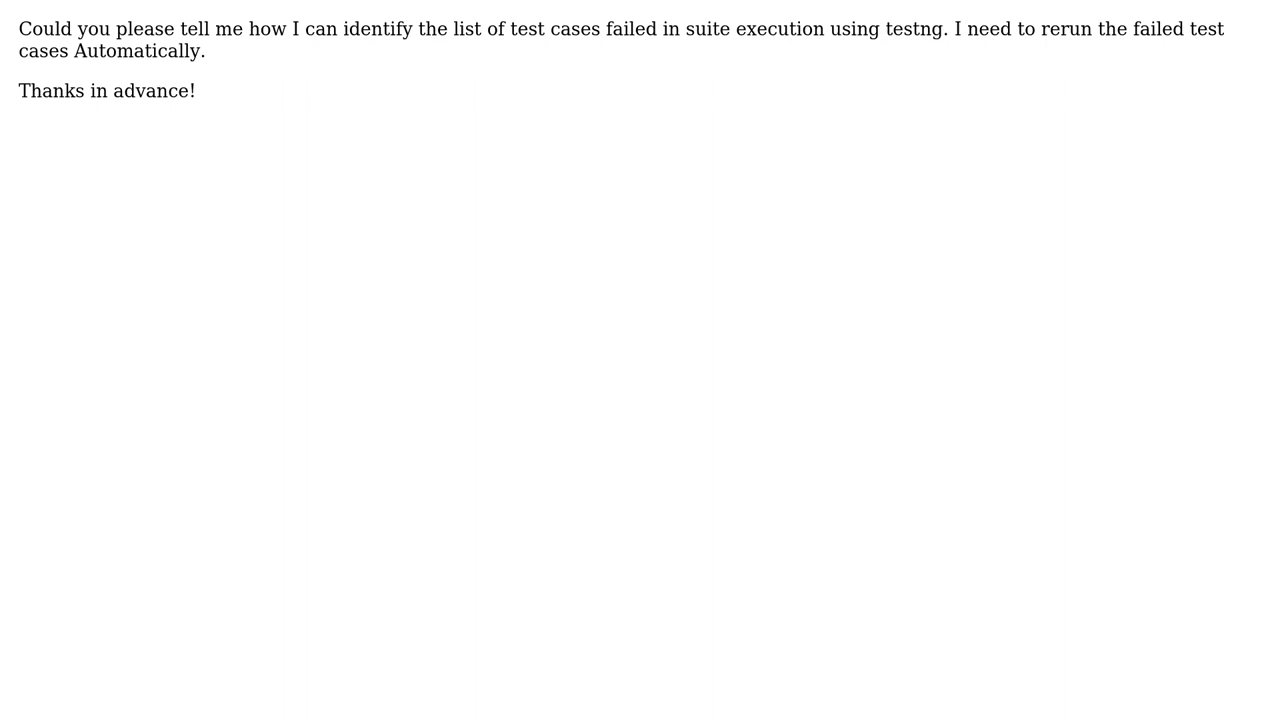 Could you please tell me how I can identify the list of test cases failed in suite execution using testng. I need to rerun the failed test
cases Automatically.
Thanks in advance!